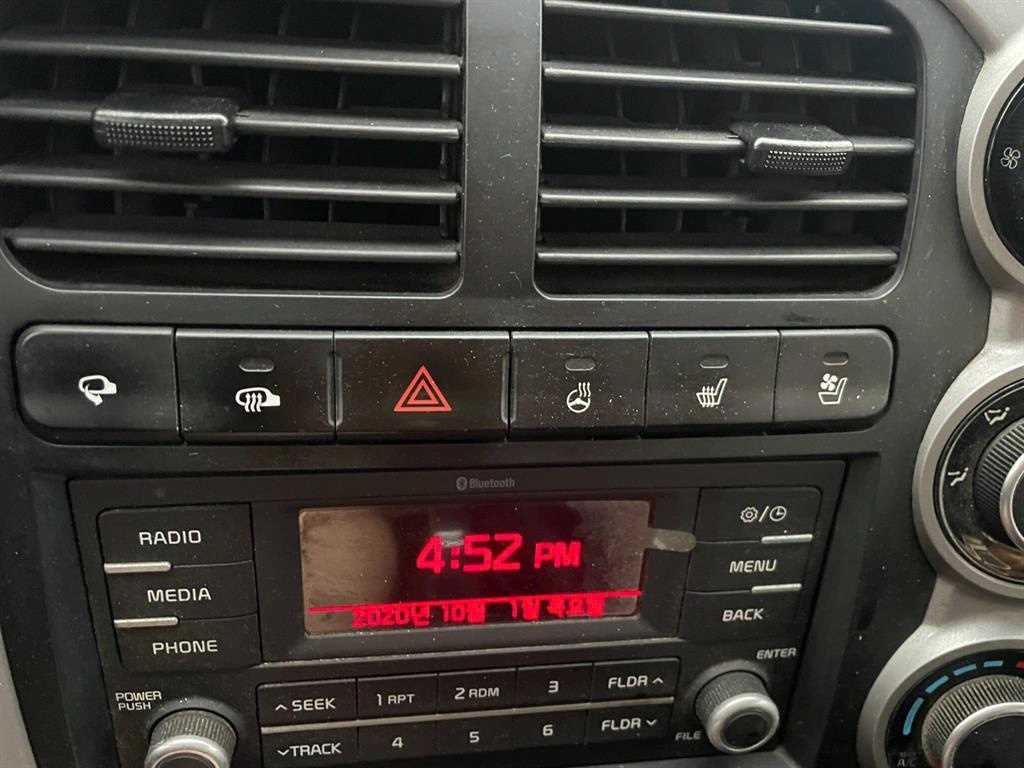 Bluetooth
RADIO
MEDIA
PHONE
4:52 PM
2020년 10월 1일 목요일
MENU
BACK
ENTER
POWER
PUSH
SEEK
1 RPT
2 RDM
3
FLDR
TRACK
4
5
6
FLDR
FILE
A/C